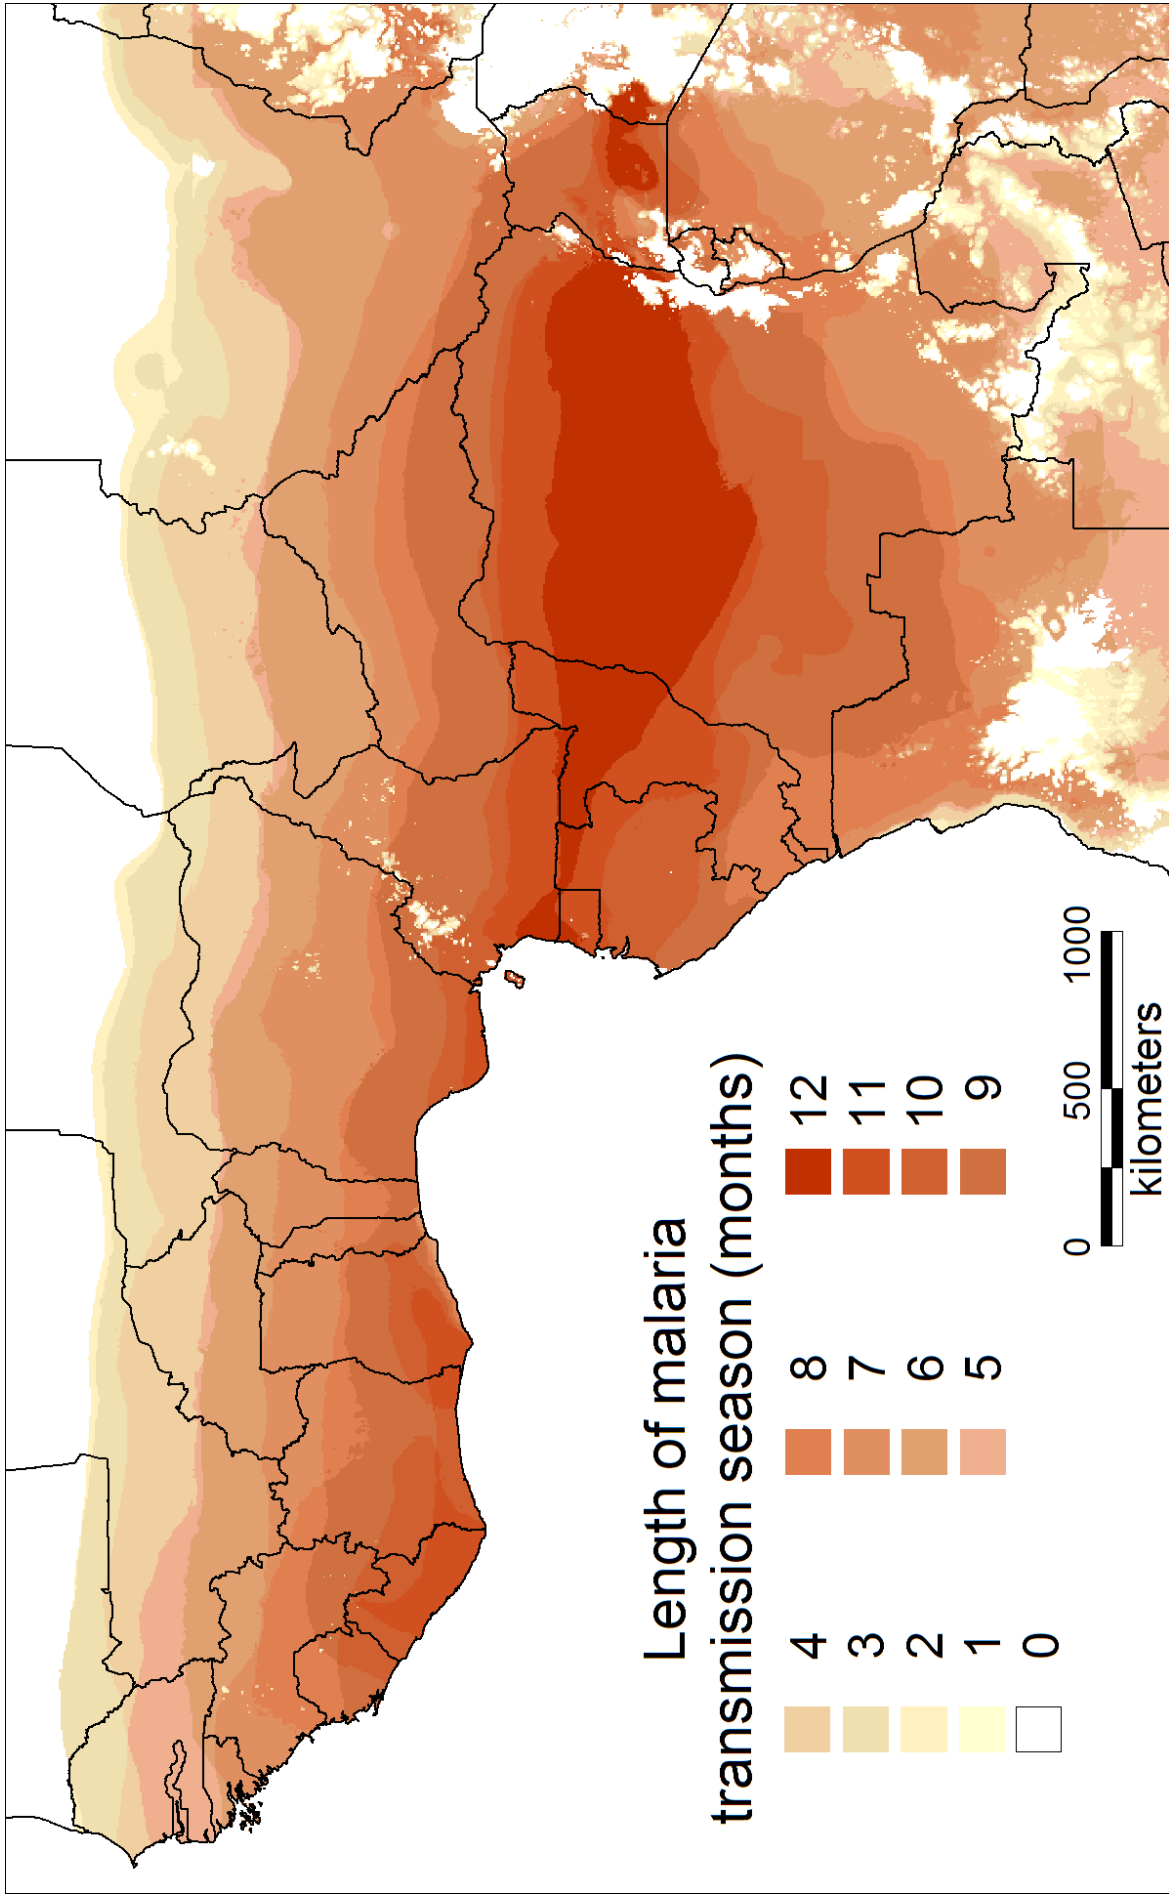 Length of malaria
transmission season (months)
4 8 12
3 7 11
2 6 10
1 5 9
0
0 500 1000
kilometers